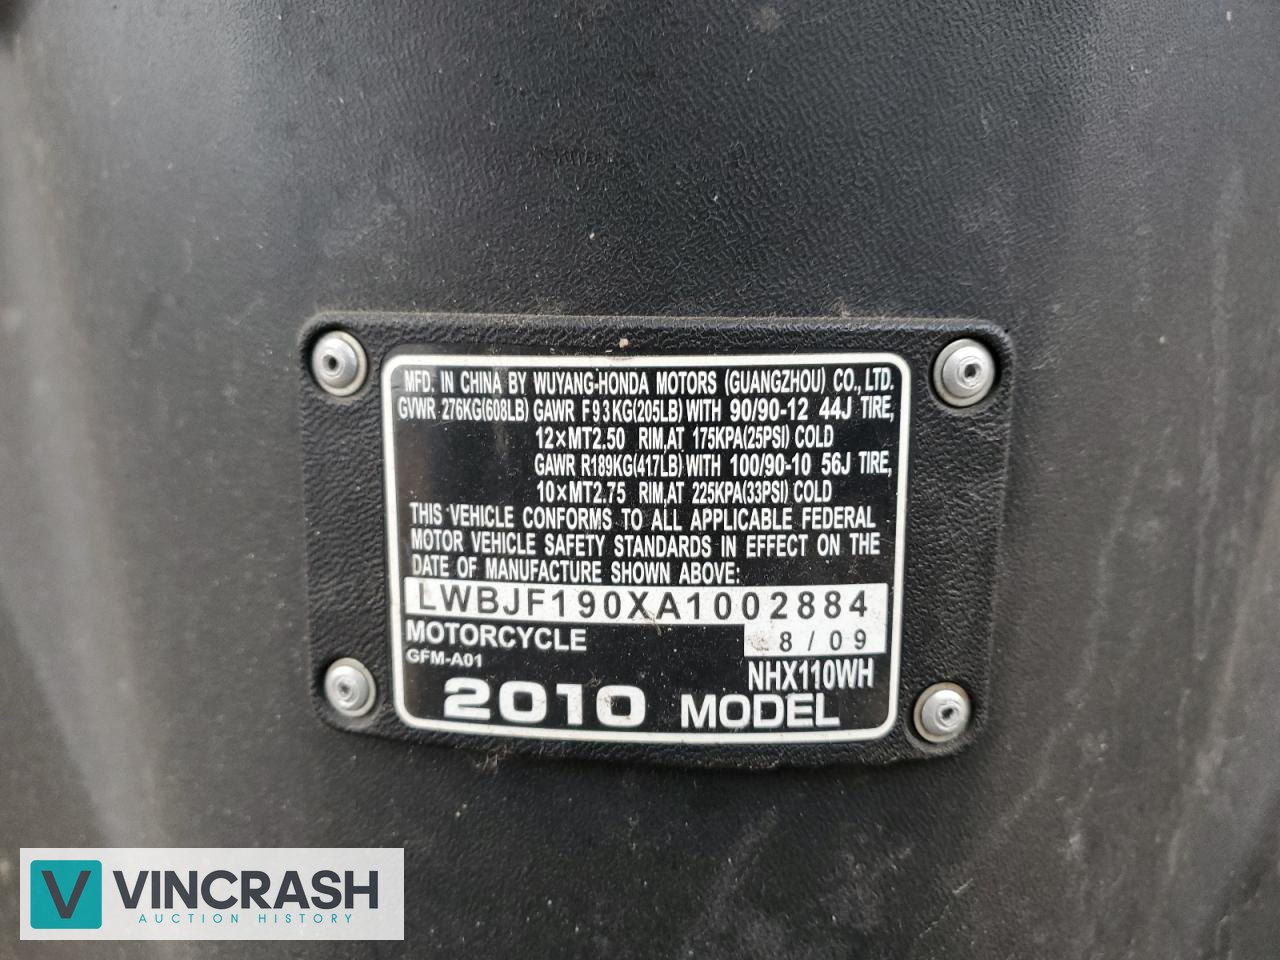 MFD. IN CHINA BY WUYANG-HONDA MOTORS (GUANGZHOU) CO., LTD.
GVWR 276KG(608LB) GAWR F93KG(205LB) WITH 90/90-12 44J TIRE,
12×MT2.50 RIM,AT 175KPA(25PSI) COLD
GAWR R189KG(417LB) WITH 100/90-10 56J TIRE,
10×MT2.75 RIM,AT 225KPA(33PSI) COLD
THIS VEHICLE CONFORMS TO ALL APPLICABLE FEDERAL
MOTOR VEHICLE SAFETY STANDARDS IN EFFECT ON THE
DATE OF MANUFACTURE SHOWN ABOVE:
LWBJF190XA1002884
MOTORCYCLE 8/09
GFM-A01
NHX110WH
2010 MODEL
V VINCRASH
AUCTION HISTORY